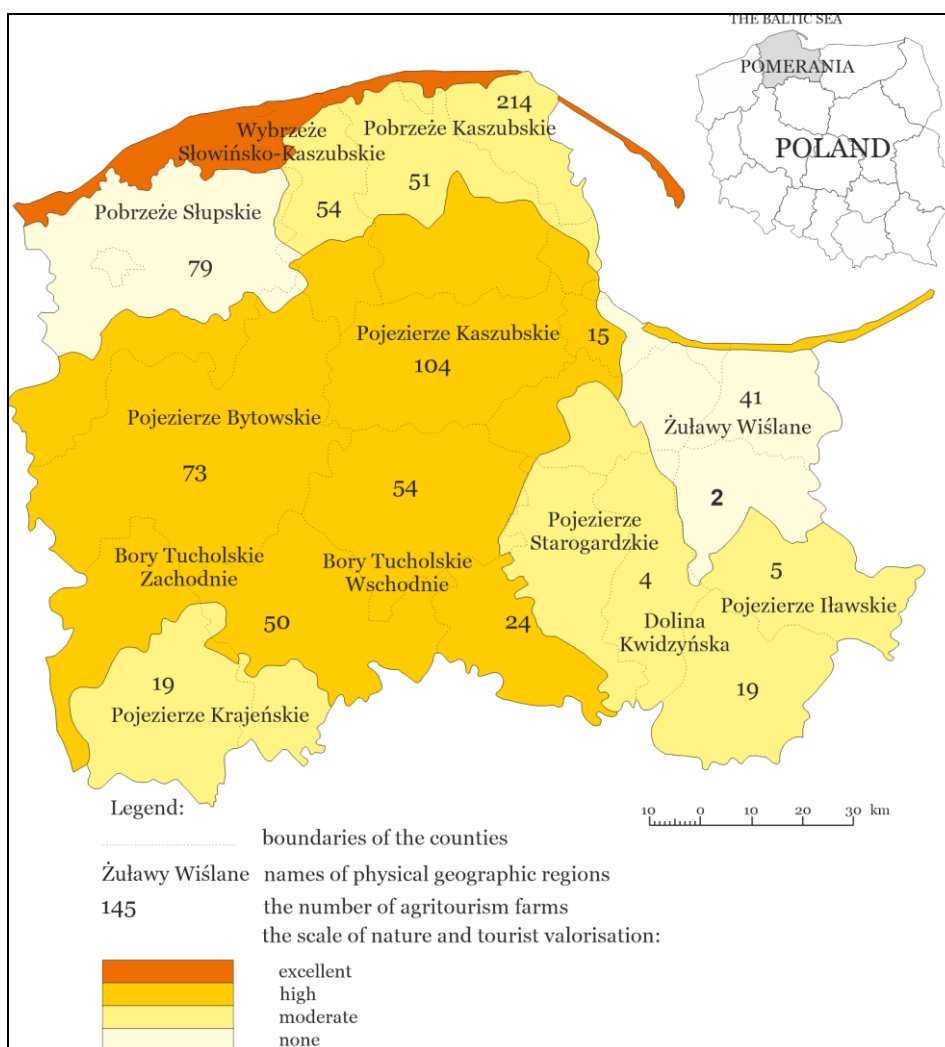 THE BALTIC SEA
POMERANIA
POLAND
214
Wybrzeże
Słowińsko-Kaszubskie
Pobrzeże Kaszubskie
51
54
Pobrzeże Słupskie
79
Pojezierze Kaszubskie
15
104
41
Żuławy Wiślane
Pojezierze Bytowskie
73
54
2
Pojezierze
Starogardzkie
Bory Tucholskie
Zachodnie
Bory Tucholskie
Wschodnie
4
5
Pojezierze Iławskie
50
24
Dolina
Kwidzyńska
19
19
Pojezierze Krajeńskie
Legend:
10 0 10 20 30 km
boundaries of the counties
Żuławy Wiślane names of physical geographic regions
145 the number of agritourism farms
the scale of nature and tourist valorisation:
excellent
high
moderate
none